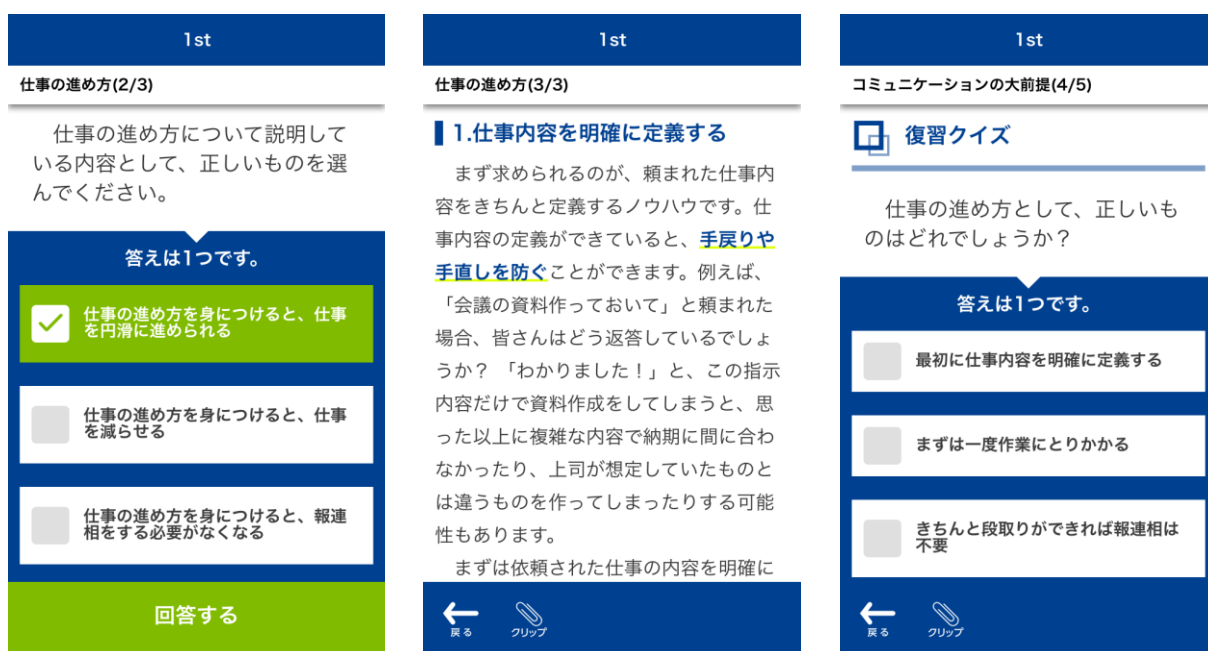 1st
仕事の進め方(2/3)
仕事の進め方について説明して
いる内容として、正しいものを選
んでください。
答えは1つです。
仕事の進め方を身につけると、仕事
を円滑に進められる
仕事の進め方を身につけると、仕事
を減らせる
仕事の進め方を身につけると、報連
相をする必要がなくなる
回答する
1st
仕事の進め方(3/3)
1.仕事内容を明確に定義する
まず求められるのが、頼まれた仕事内
容をきちんと定義するノウハウです。仕
事内容の定義ができていると、手戻りや
手直しを防ぐことができます。例えば、
「会議の資料作っておいて」と頼まれた
場合、皆さんはどう返答しているでしょ
うか？ 「わかりました！」と、この指示
内容だけで資料作成をしてしまうと、思
った以上に複雑な内容で納期に間に合わ
なかったり、上司が想定していたものと
は違うものを作ってしまったりする可能
性もあります。
まずは依頼された仕事の内容を明確に
戻る
クリップ
1st
コミュニケーションの大前提(4/5)
復習クイズ
仕事の進め方として、正しいも
のはどれでしょうか？
答えは1つです。
最初に仕事内容を明確に定義する
まずは一度作業にとりかかる
きちんと段取りができれば報連相は
不要
戻る
クリップ